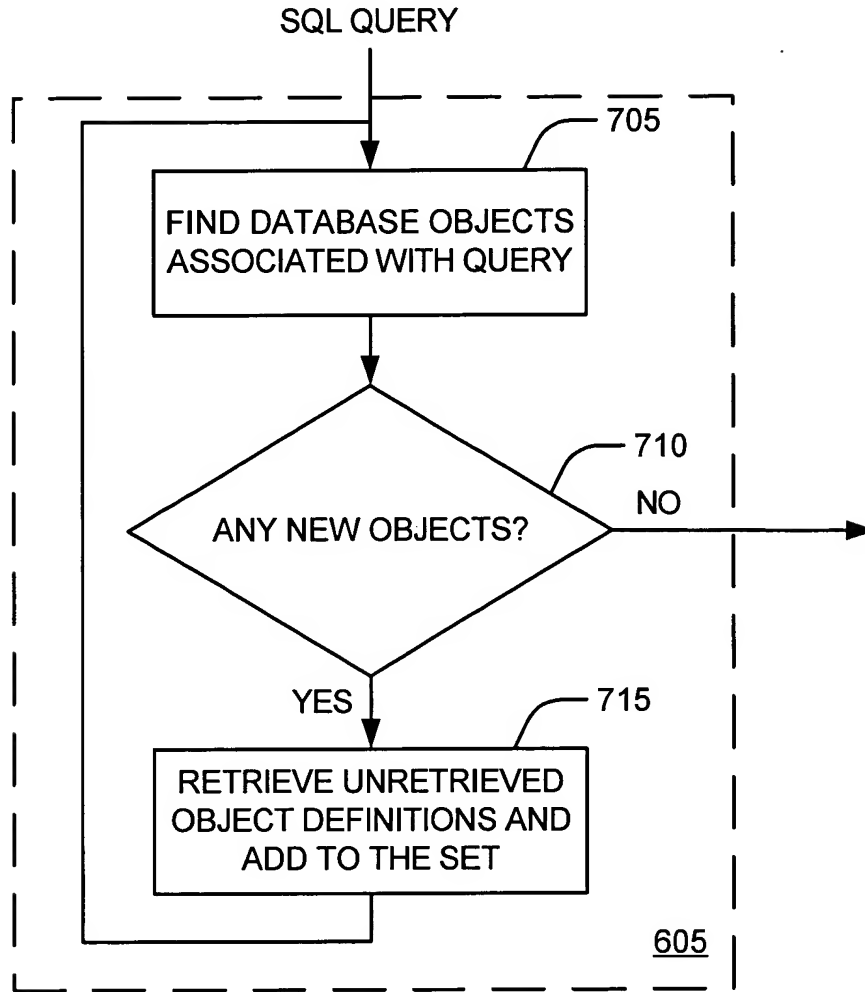 SQL QUERY
705
FIND DATABASE OBJECTS
ASSOCIATED WITH QUERY
710
NO
ANY NEW OBJECTS?
YES
715
RETRIEVE UNRETRIEVED
OBJECT DEFINITIONS AND
ADD TO THE SET
605